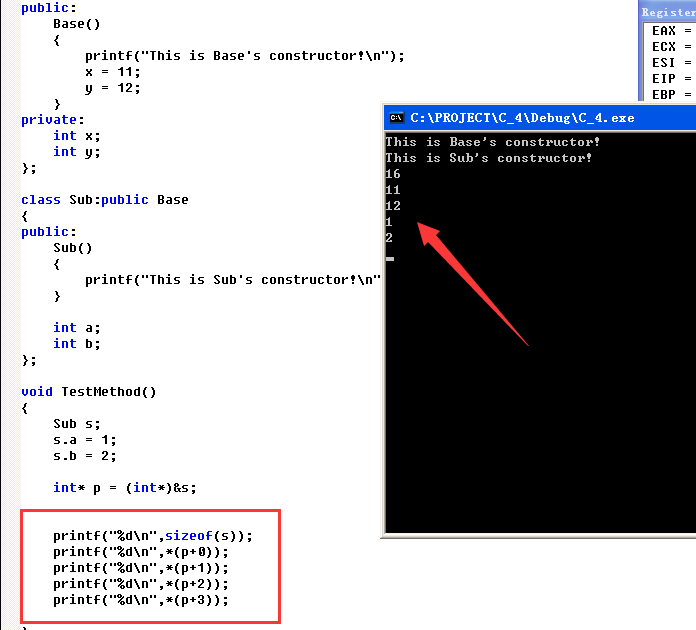 public:
Base()
{
printf("This is Base's constructor!\n");
x = 11;
y = 12;
}
private:
int x;
int y;
};
class Sub:public Base
{
public:
Sub()
{
printf("This is Sub's constructor!\n"
}
int a;
int b;
};
void TestMethod()
{
Sub s;
s.a = 1;
s.b = 2;
int* p = (int*)&s;
printf("%d\n",sizeof(s));
printf("%d\n",*(p+0));
printf("%d\n",*(p+1));
printf("%d\n",*(p+2));
printf("%d\n",*(p+3));
Register
EAX =
ECX =
ESI =
EIP =
EBP =
C:\PROJECT\C_4\Debug\C_4.exe
This is Base's constructor!
This is Sub's constructor!
16
11
12
1
2